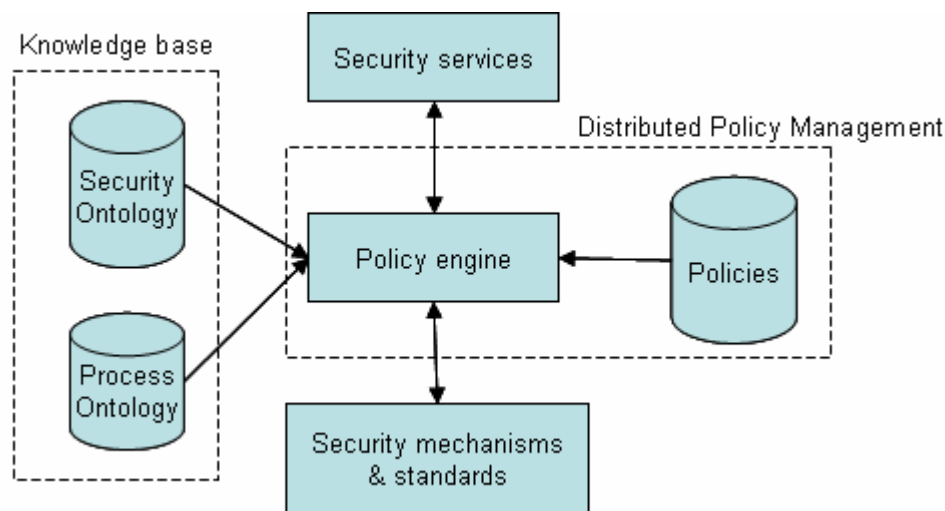 Knowledge base
Security services
Distributed Policy Management
Security
Ontology
Policy engine
Policies
Process
Ontology
Security mechanisms
& standards